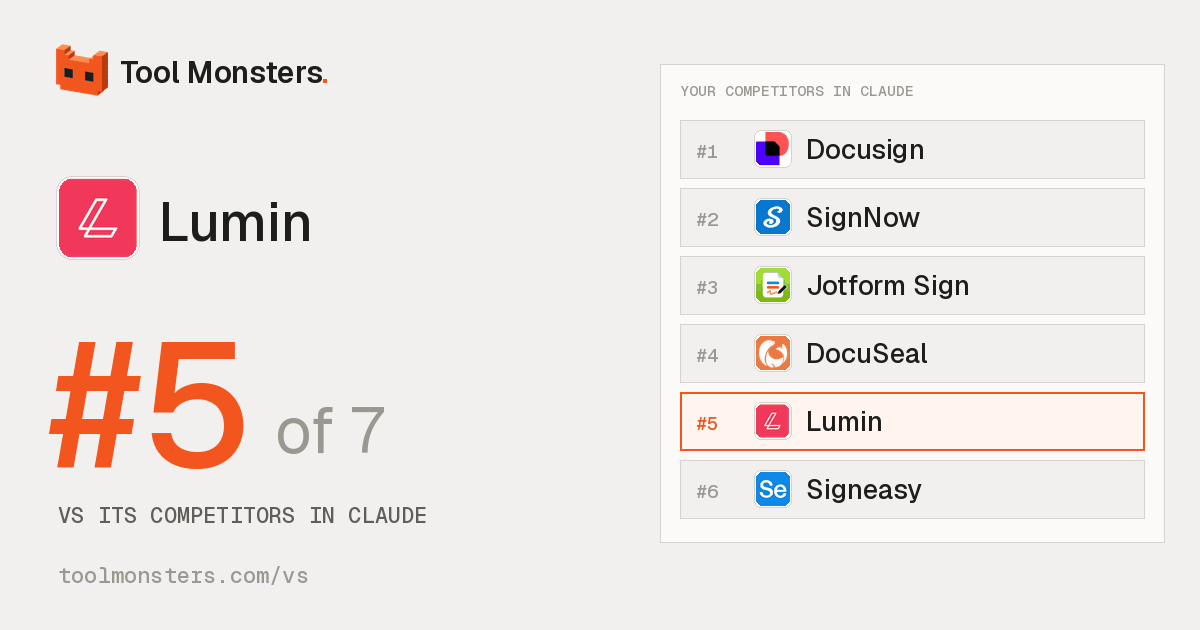 Tool Monsters.
Lumin
#5 of 7
VS ITS COMPETITORS IN CLAUDE
toolmonsters.com/vs
YOUR COMPETITORS IN CLAUDE
#1 Docusign
#2 S SignNow
#3 Jotform Sign
#4 DocuSeal
#5 Lumin
#6 Se Signeasy